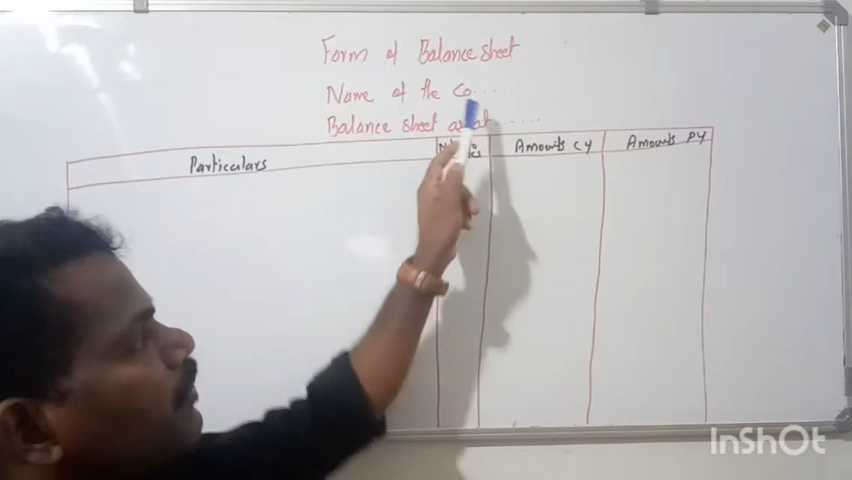 Form of Balance sheet
Name of the Co.....
Balance sheet as at......
Particulars Amounts CY Amounts PY
InShOt